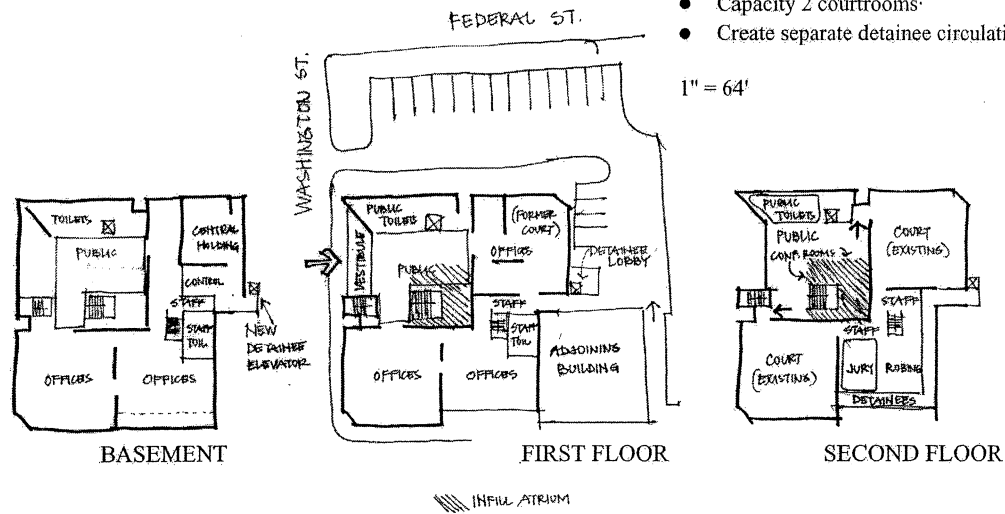 FEDERAL ST.
WASHINGTON ST.
● Capacity 2 courtrooms
● Create separate detainee circulati
1" = 64'
TOILETS
PUBLIC
CENTRAL
HOLDING
CONTROL
STAFF
STAFF
TOIL
NEW
DETAINEE
ELEVATOR
OFFICES
OFFICES
BASEMENT
PUBLIC
TOILETS
VESTIBULE
PUBLIC
OFFICES
(FORMER
COURT)
DETAINEE
LOBBY
STAFF
STAFF
TOIL
OFFICES
OFFICES
ADJOINING
BUILDING
FIRST FLOOR
PUBLIC
TOILETS
PUBLIC
CONF. ROOMS
COURT
(EXISTING)
STAFF
STAFF
COURT
(EXISTING)
JURY
ROBING
DETAINEES
SECOND FLOOR
INFILL ATRIUM